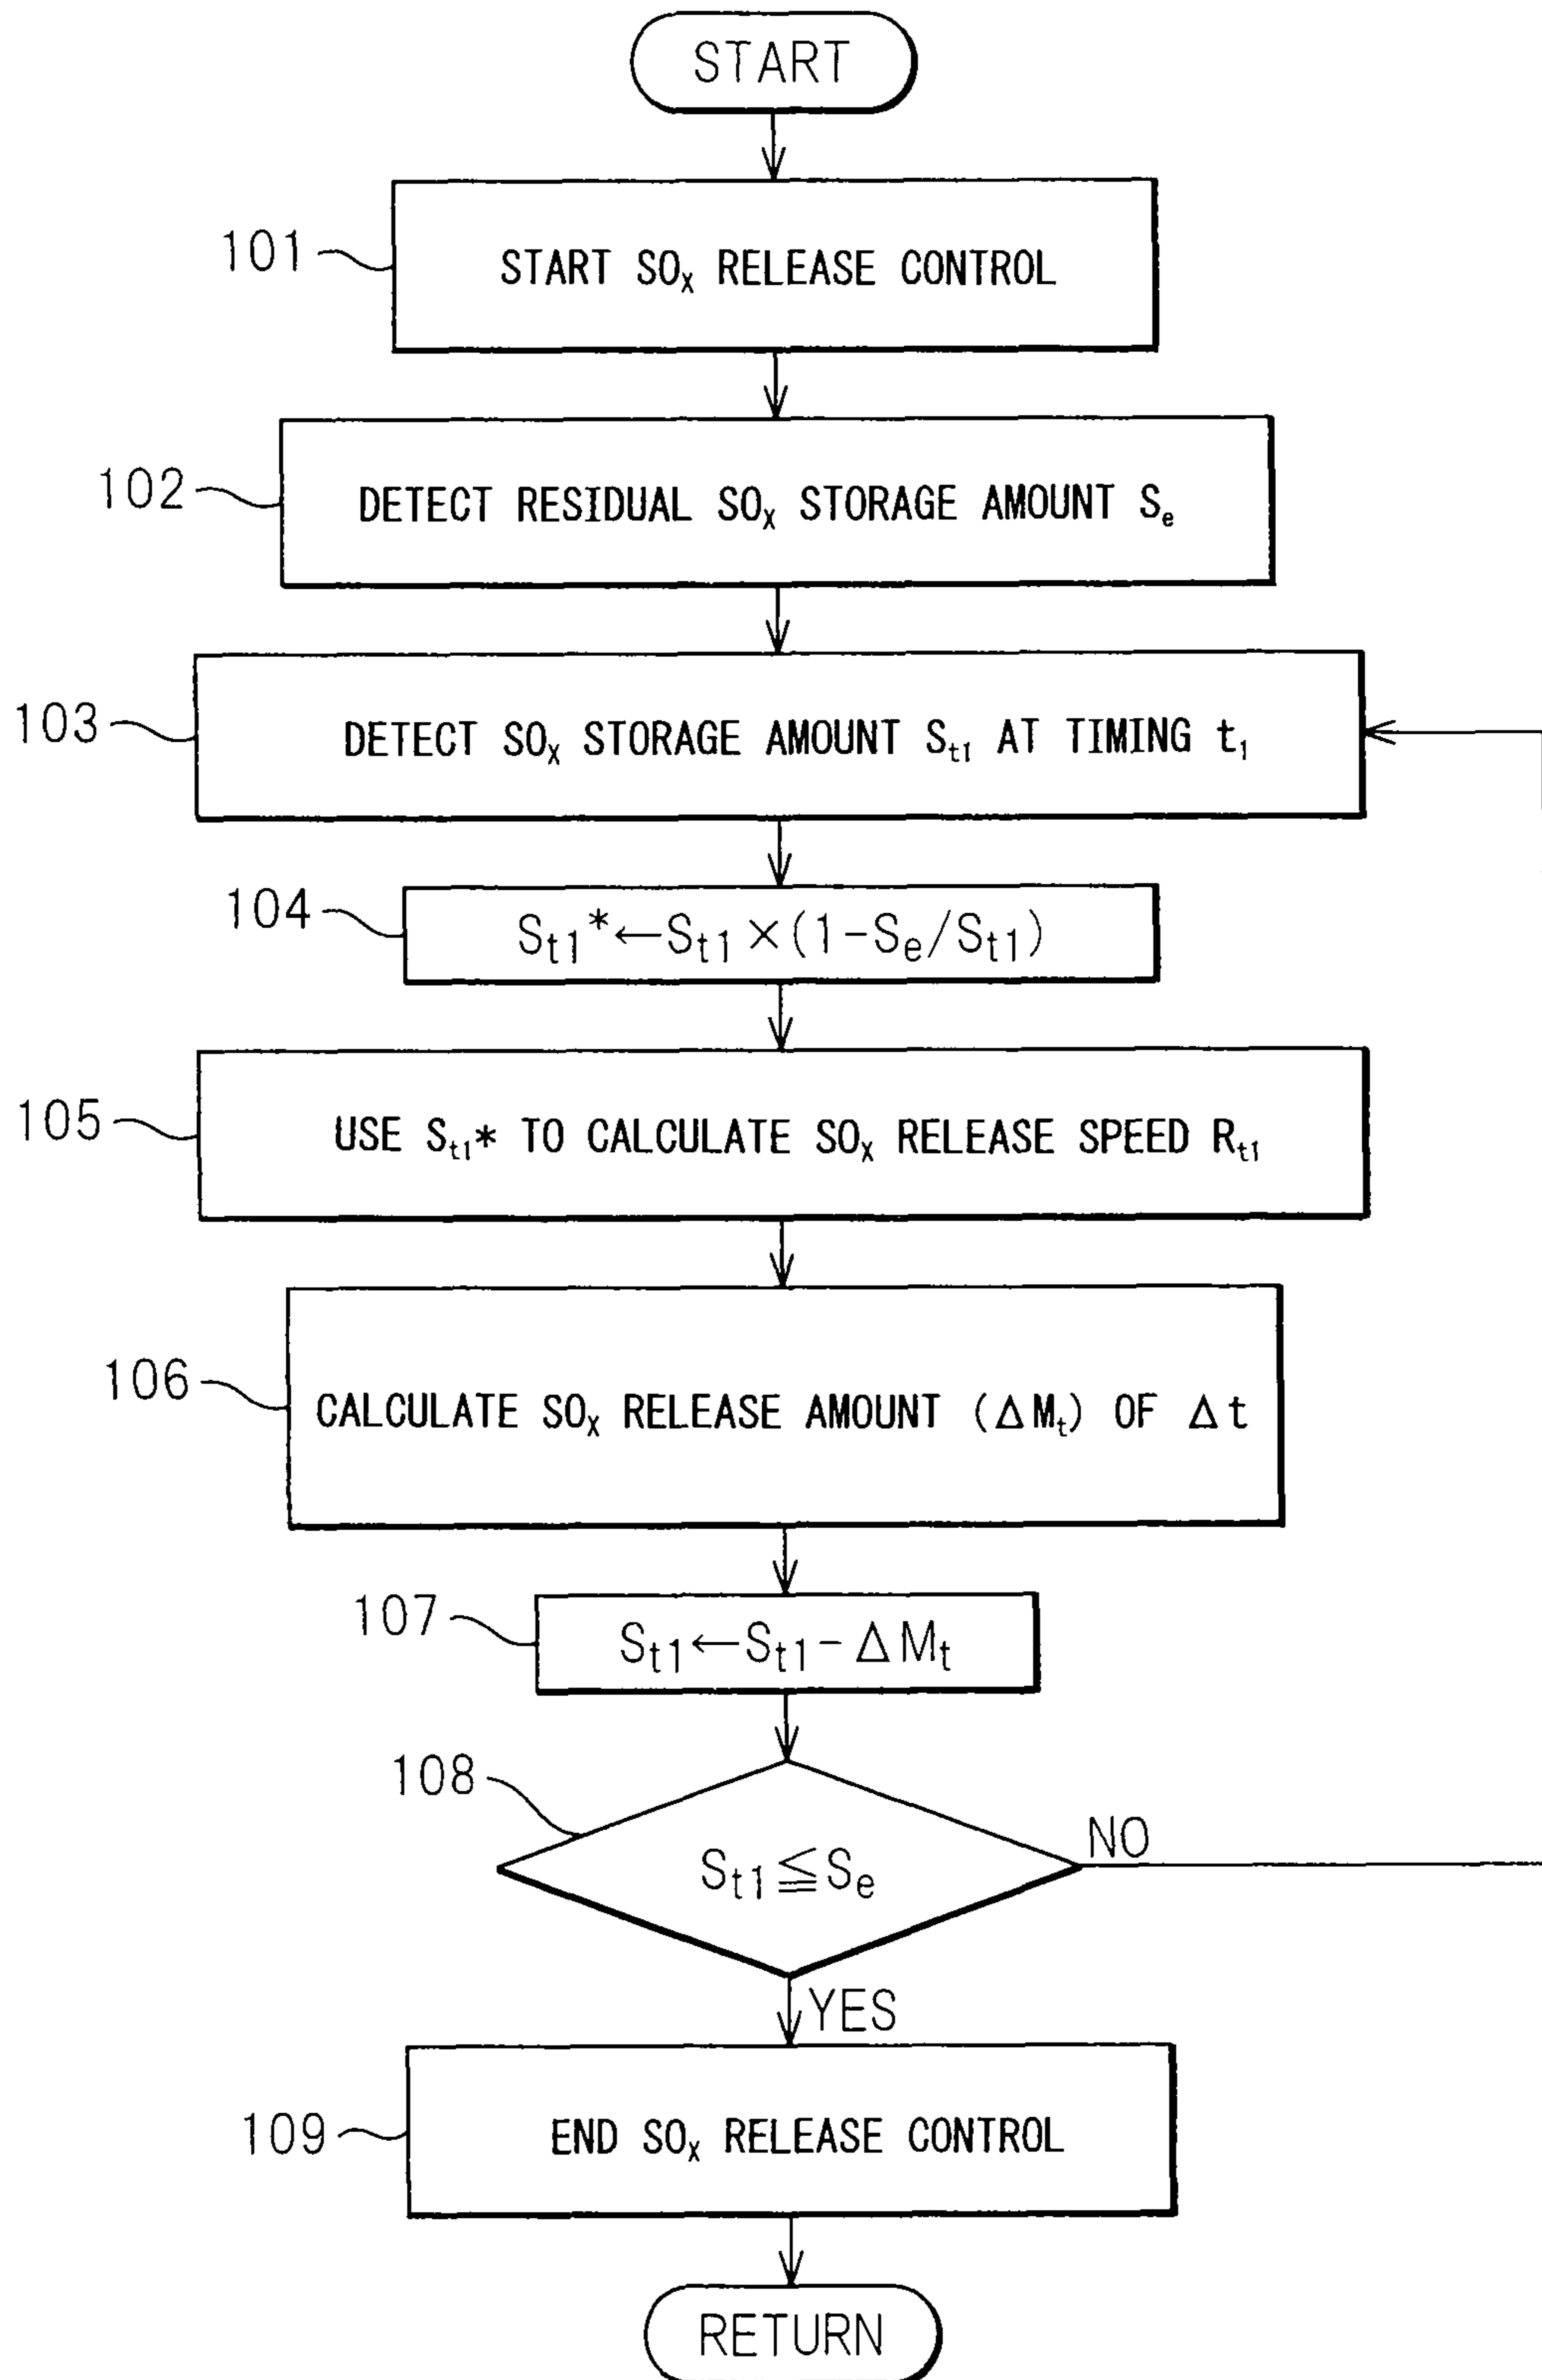 START
101
START SOx RELEASE CONTROL
102
DETECT RESIDUAL SOx STORAGE AMOUNT Se
103
DETECT SOx STORAGE AMOUNT St1 AT TIMING t1
104
St1*←St1×(1-Se/St1)
105
USE St1* TO CALCULATE SOx RELEASE SPEED Rt1
106
CALCULATE SOx RELEASE AMOUNT (ΔMt) OF Δt
107
St1←St1-ΔMt
108
St1≦Se
NO
YES
109
END SOx RELEASE CONTROL
RETURN